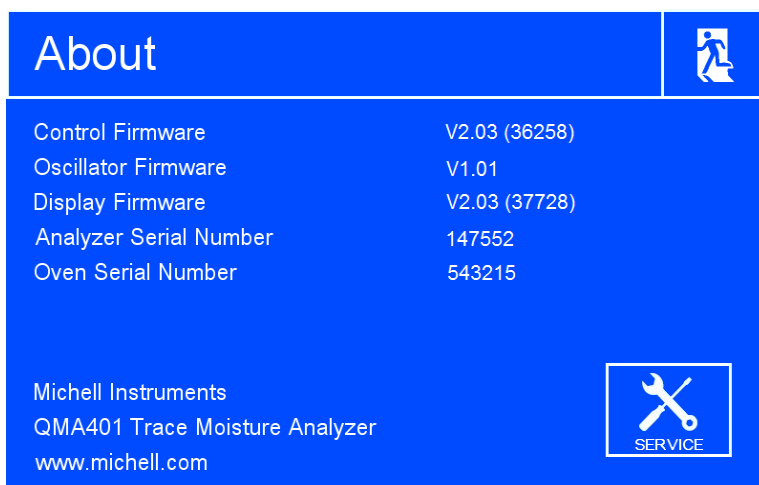 About
Control Firmware V2.03 (36258)
Oscillator Firmware V1.01
Display Firmware V2.03 (37728)
Analyzer Serial Number 147552
Oven Serial Number 543215
Michell Instruments
QMA401 Trace Moisture Analyzer
www.michell.com
SERVICE